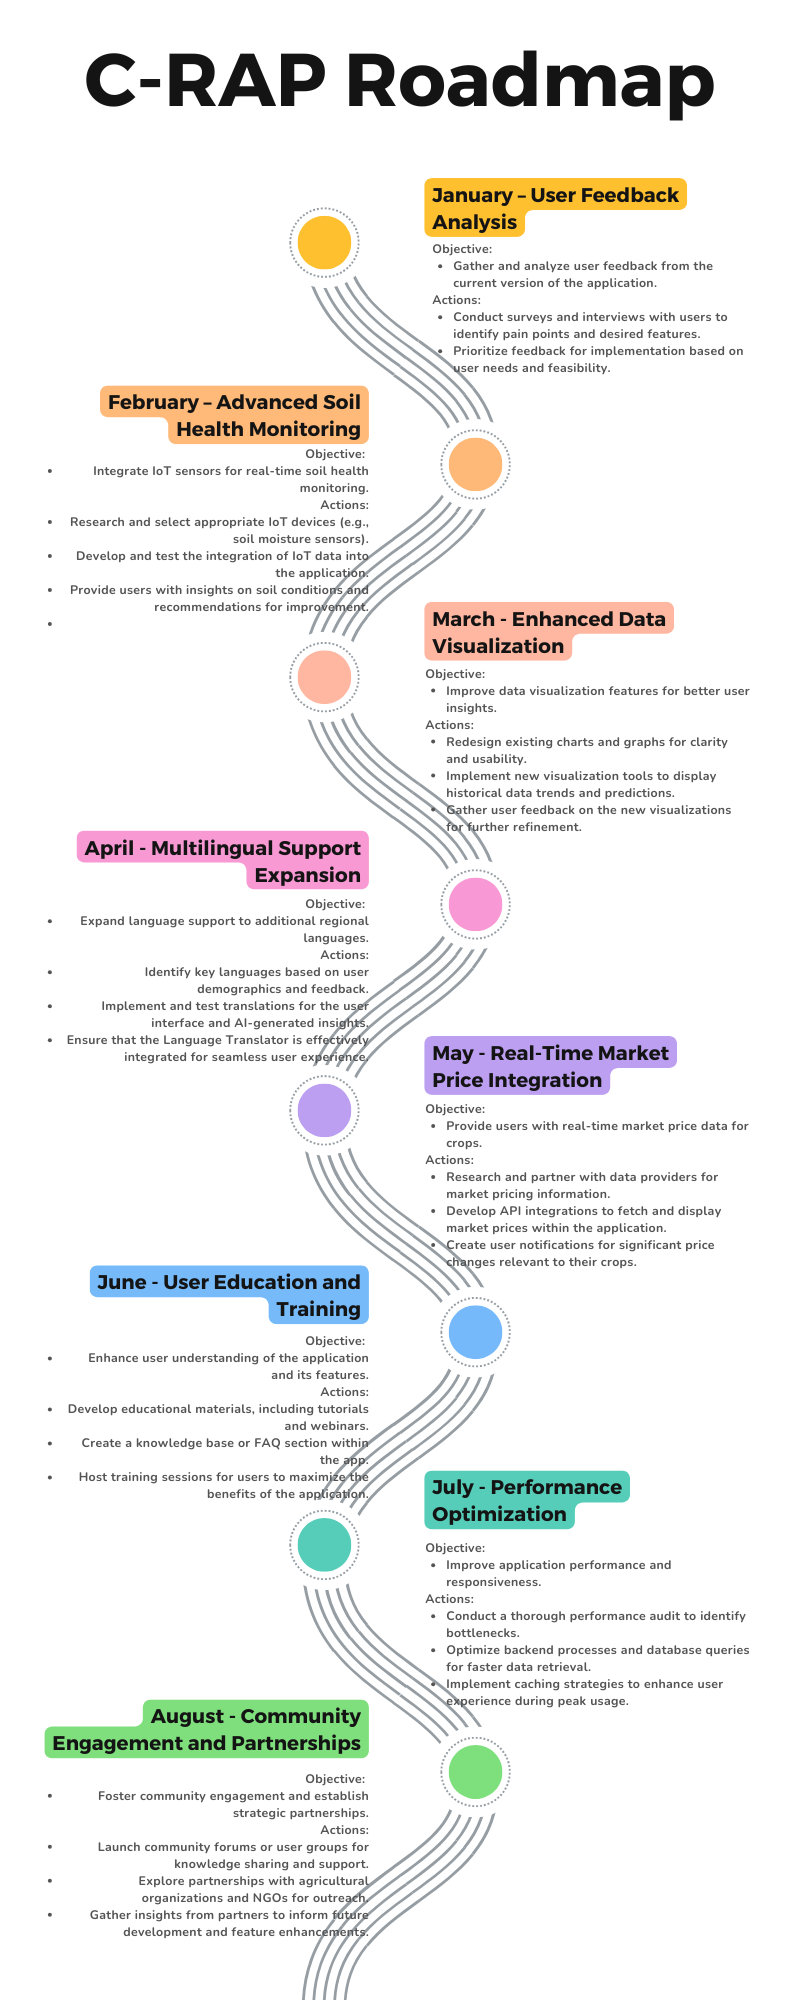 C-RAP Roadmap
January – User Feedback
Analysis
Objective:
• Gather and analyze user feedback from the
current version of the application.
Actions:
• Conduct surveys and interviews with users to
identify pain points and desired features.
• Prioritize feedback for implementation based on
user needs and feasibility.
February – Advanced Soil
Health Monitoring
Objective:
• Integrate IoT sensors for real-time soil health
monitoring.
Actions:
• Research and select appropriate IoT devices (e.g.,
soil moisture sensors).
• Develop and test the integration of IoT data into
the application.
• Provide users with insights on soil conditions and
recommendations for improvement.
•
March - Enhanced Data
Visualization
Objective:
• Improve data visualization features for better user
insights.
Actions:
• Redesign existing charts and graphs for clarity
and usability.
• Implement new visualization tools to display
historical data trends and predictions.
• Gather user feedback on the new visualizations
for further refinement.
April - Multilingual Support
Expansion
Objective:
• Expand language support to additional regional
languages.
Actions:
• Identify key languages based on user
demographics and feedback.
• Implement and test translations for the user
interface and AI-generated insights.
• Ensure that the Language Translator is effectively
integrated for seamless user experience.
May - Real-Time Market
Price Integration
Objective:
• Provide users with real-time market price data for
crops.
Actions:
• Research and partner with data providers for
market pricing information.
• Develop API integrations to fetch and display
market prices within the application.
• Create user notifications for significant price
changes relevant to their crops.
June - User Education and
Training
Objective:
• Enhance user understanding of the application
and its features.
Actions:
• Develop educational materials, including tutorials
and webinars.
• Create a knowledge base or FAQ section within
the app.
• Host training sessions for users to maximize the
benefits of the application.
July - Performance
Optimization
Objective:
• Improve application performance and
responsiveness.
Actions:
• Conduct a thorough performance audit to identify
bottlenecks.
• Optimize backend processes and database queries
for faster data retrieval.
• Implement caching strategies to enhance user
experience during peak usage.
August - Community
Engagement and Partnerships
Objective:
• Foster community engagement and establish
strategic partnerships.
Actions:
• Launch community forums or user groups for
knowledge sharing and support.
• Explore partnerships with agricultural
organizations and NGOs for outreach.
• Gather insights from partners to inform future
development and feature enhancements.